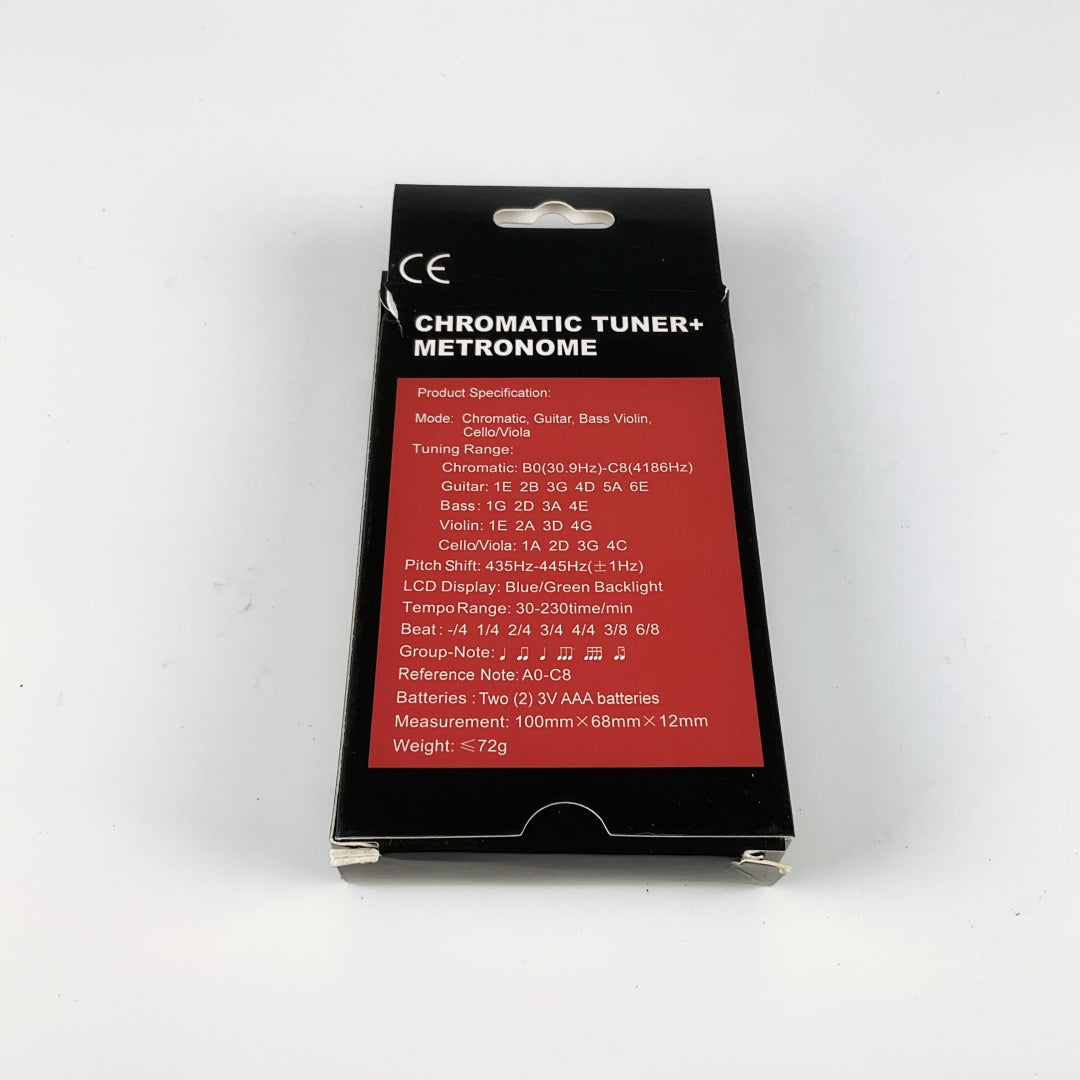 CE
CHROMATIC TUNER+
METRONOME
Product Specification:
Mode: Chromatic, Guitar, Bass Violin,
Cello/Viola
Tuning Range:
Chromatic: B0(30.9Hz)-C8(4186Hz)
Guitar: 1E 2B 3G 4D 5A 6E
Bass: 1G 2D 3A 4E
Violin: 1E 2A 3D 4G
Cello/Viola: 1A 2D 3G 4C
Pitch Shift: 435Hz-445Hz(±1Hz)
LCD Display: Blue/Green Backlight
Tempo Range: 30-230time/min
Beat: -/4 1/4 2/4 3/4 4/4 3/8 6/8
Group-Note:
Reference Note: A0-C8
Batteries : Two (2) 3V AAA batteries
Measurement: 100mm×68mm×12mm
Weight: ≤72g